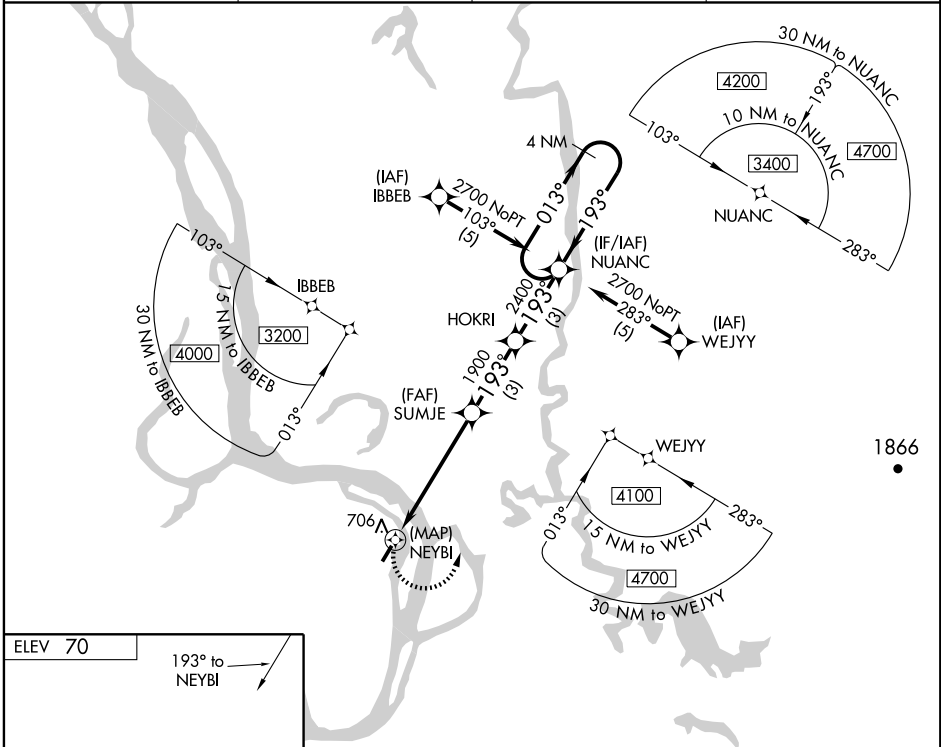 30 NM to NUANC
4200
193°
10 NM to NUANC
103°
4700
3400
NUANC
283°
4 NM
(IAF)
IBBEB
2700 NoPT
103°
(5)
013°
193°
(IF/IAF)
NUANC
2700 NoPT
283°
(5)
(IAF)
WEJYY
2400
193°
(3)
HOKRI
1900
193°
(3)
(FAF)
SUMJE
103°
IBBEB
15 NM to IBBEB
3200
30 NM to IBBEB
4000
013°
WEJYY
1866
4100
013°
283°
15 NM to WEJYY
4700
30 NM to WEJYY
706
(MAP)
NEYBI
ELEV 70
193° to
NEYBI